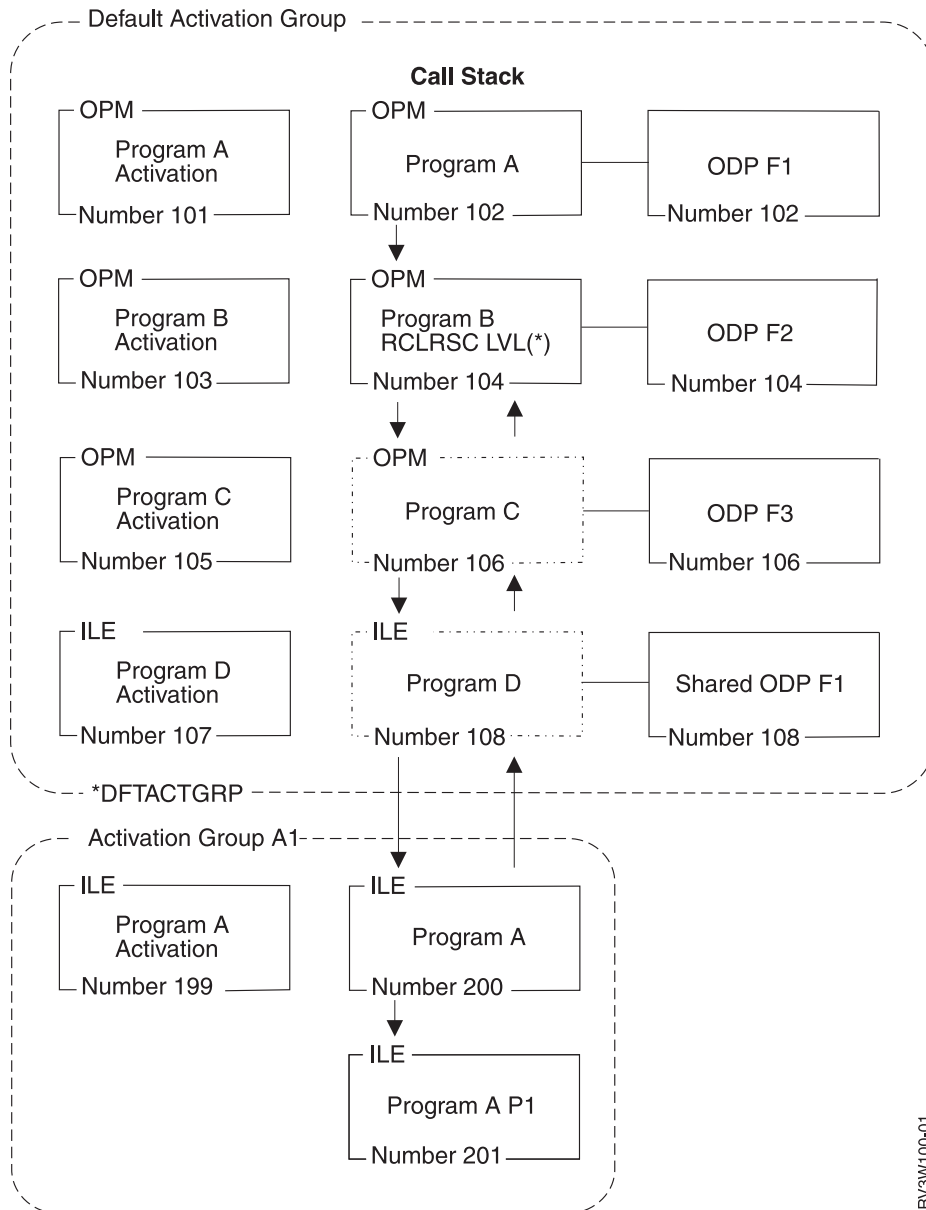 Default Activation Group
Call Stack
OPM
Program A
Activation
Number 101
OPM
Program A
Number 102
ODP F1
Number 102
OPM
Program B
Activation
Number 103
OPM
Program B
RCLRSC LVL(*)
Number 104
ODP F2
Number 104
OPM
Program C
Activation
Number 105
OPM
Program C
Number 106
ODP F3
Number 106
ILE
Program D
Activation
Number 107
ILE
Program D
Number 108
Shared ODP F1
Number 108
*DFTACTGRP
Activation Group A1
ILE
Program A
Activation
Number 199
ILE
Program A
Number 200
ILE
Program A P1
Number 201
RV3W100-01